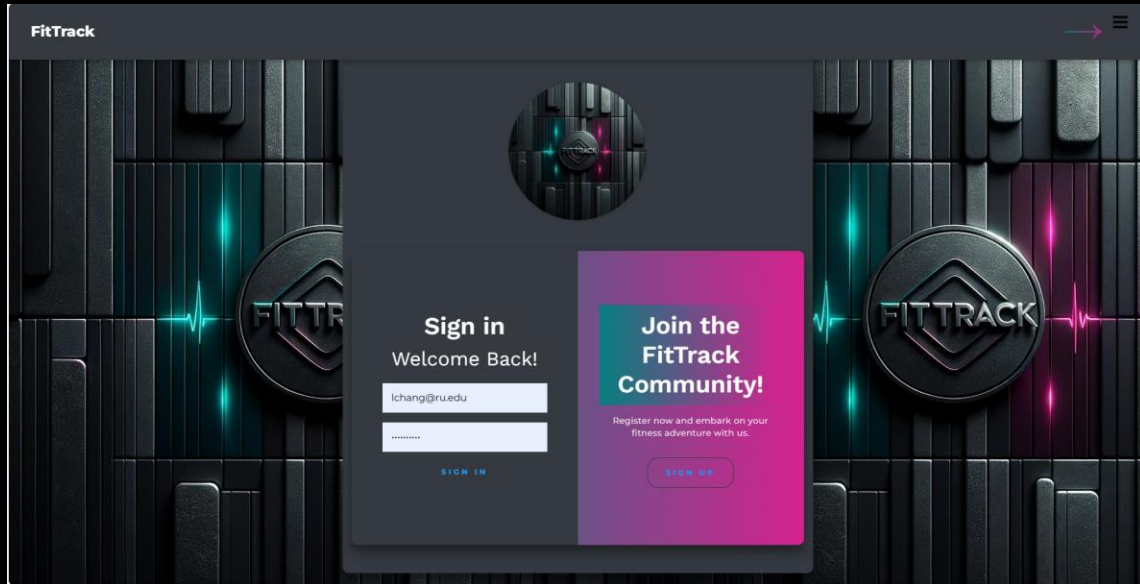 FitTrack
FITTRACK
FITTR
FITTRACK
Sign in
Welcome Back!
lchang@ru.edu
..........
SIGN IN
Join the
FitTrack
Community!
Register now and embark on your
fitness adventure with us.
SIGN UP